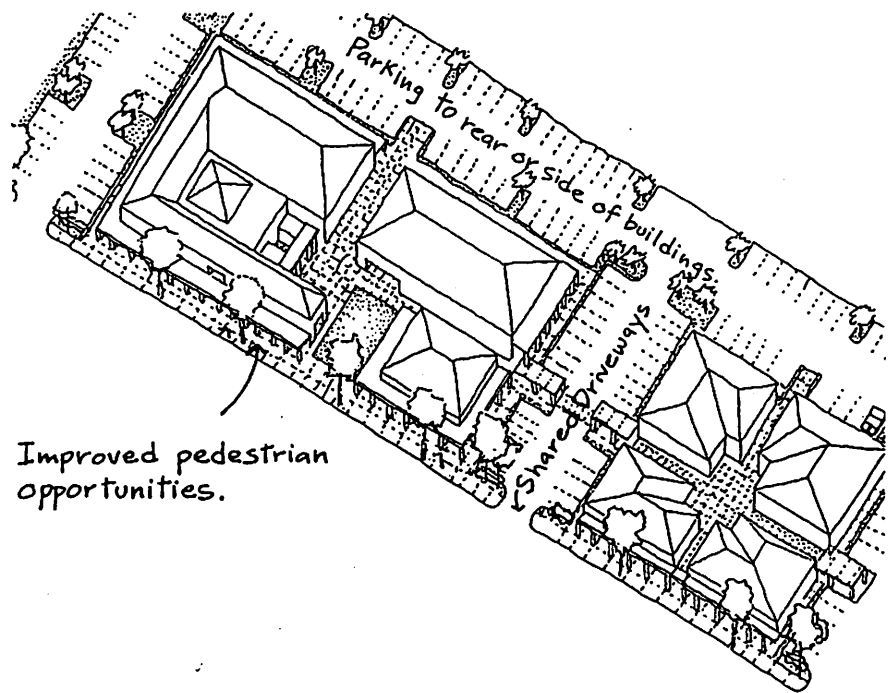 Parking to rear or side of buildings.
Shared Driveways
Improved pedestrian
opportunities.